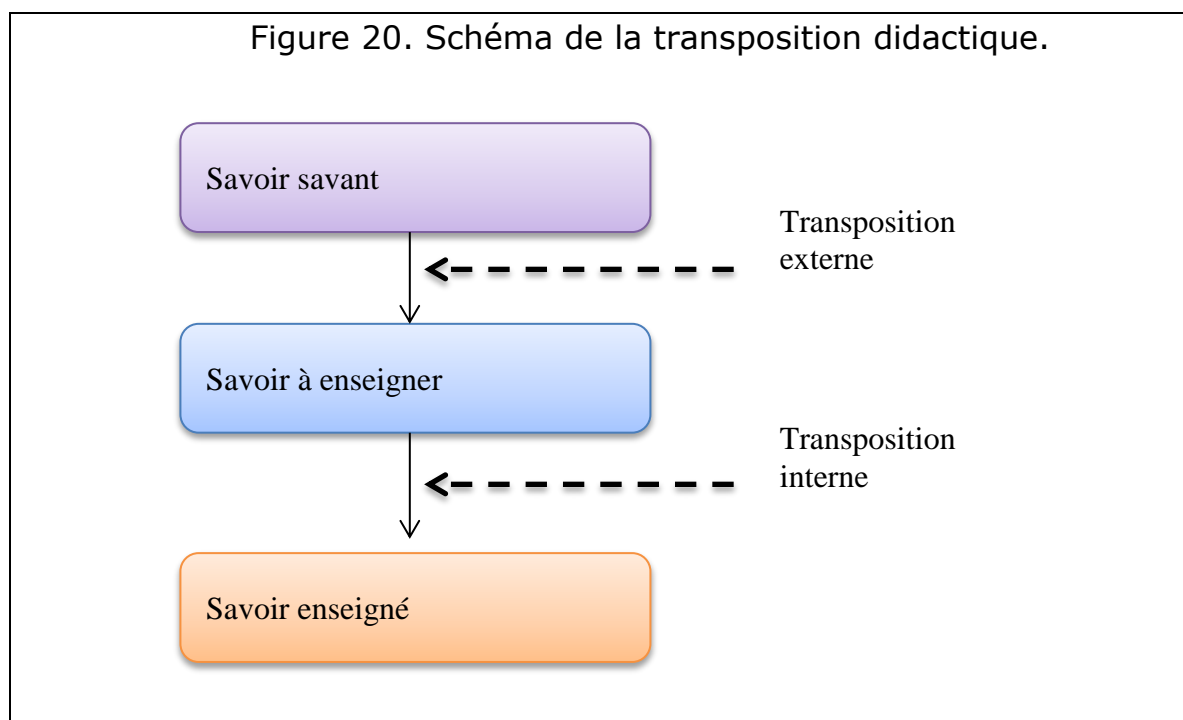 Figure 20. Schéma de la transposition didactique.
Savoir savant
Transposition
externe
Savoir à enseigner
Transposition
interne
Savoir enseigné